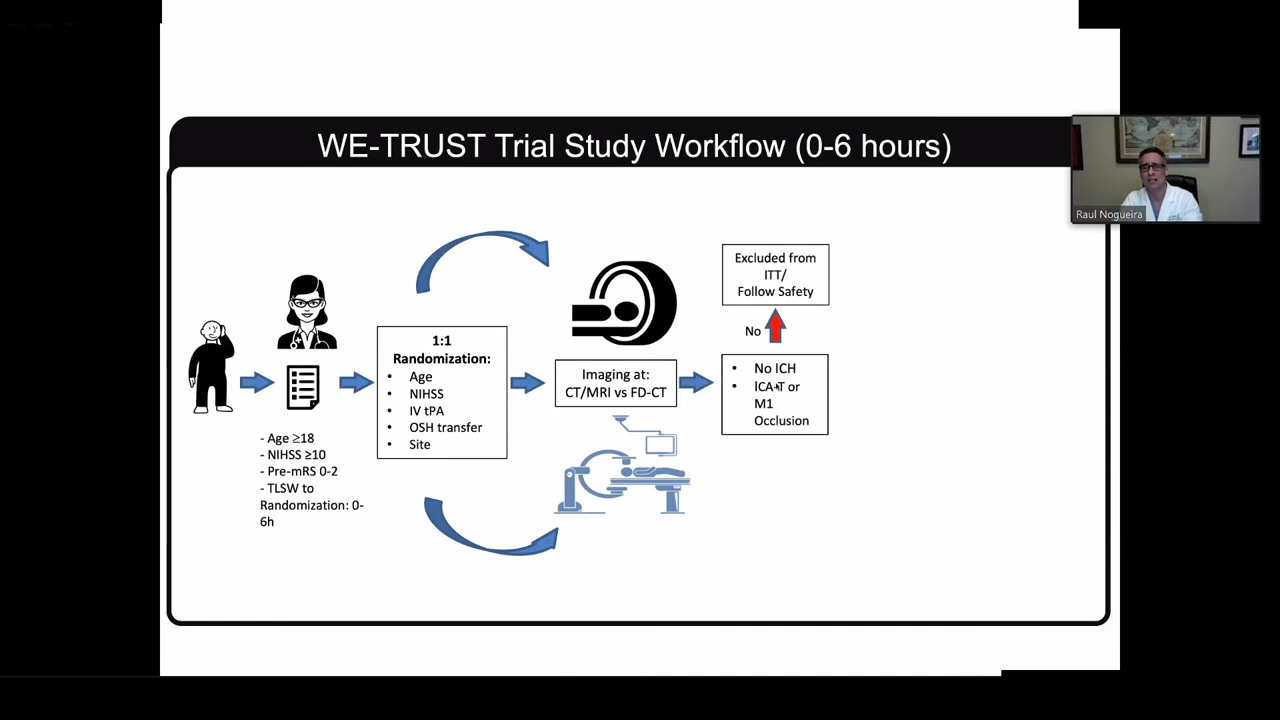 WE-TRUST Trial Study Workflow (0-6 hours)
Raul Nogueira
- Age ≥18
- NIHSS ≥10
- Pre-mRS 0-2
- TLSW to
Randomization: 0-
6h
1:1
Randomization:
• Age
• NIHSS
• IV tPA
• OSH transfer
• Site
Imaging at:
CT/MRI vs FD-CT
Excluded from
ITT/
Follow Safety
No
• No ICH
• ICA-T or
M1
Occlusion